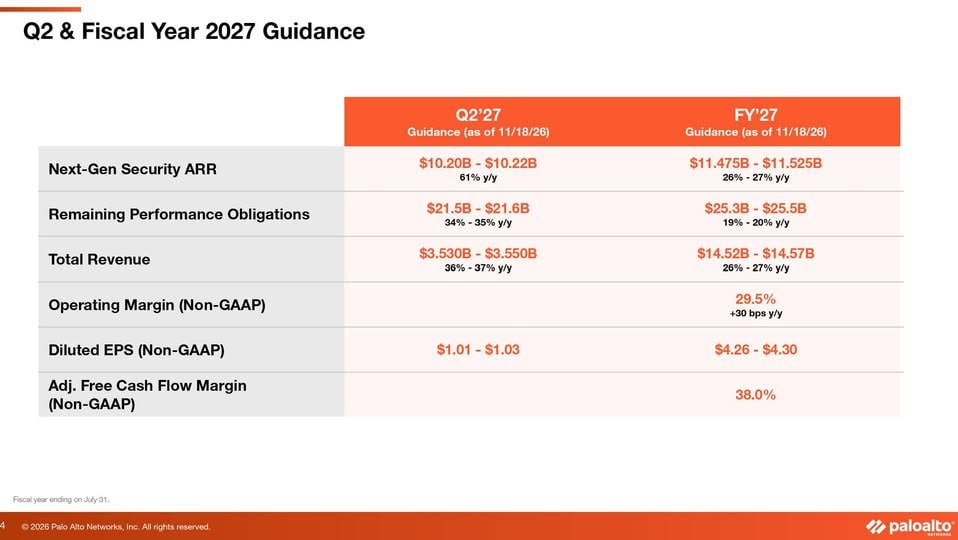 Q2 & Fiscal Year 2027 Guidance
Q2’27
Guidance (as of 11/18/26)
FY’27
Guidance (as of 11/18/26)
Next-Gen Security ARR
$10.20B - $10.22B
61% y/y
$11.475B - $11.525B
26% - 27% y/y
Remaining Performance Obligations
$21.5B - $21.6B
34% - 35% y/y
$25.3B - $25.5B
19% - 20% y/y
Total Revenue
$3.530B - $3.550B
36% - 37% y/y
$14.52B - $14.57B
26% - 27% y/y
Operating Margin (Non-GAAP)
29.5%
+30 bps y/y
Diluted EPS (Non-GAAP)
$1.01 - $1.03
$4.26 - $4.30
Adj. Free Cash Flow Margin
(Non-GAAP)
38.0%
Fiscal year ending on July 31.
4
© 2026 Palo Alto Networks, Inc. All rights reserved.
paloalto
NETWORKS